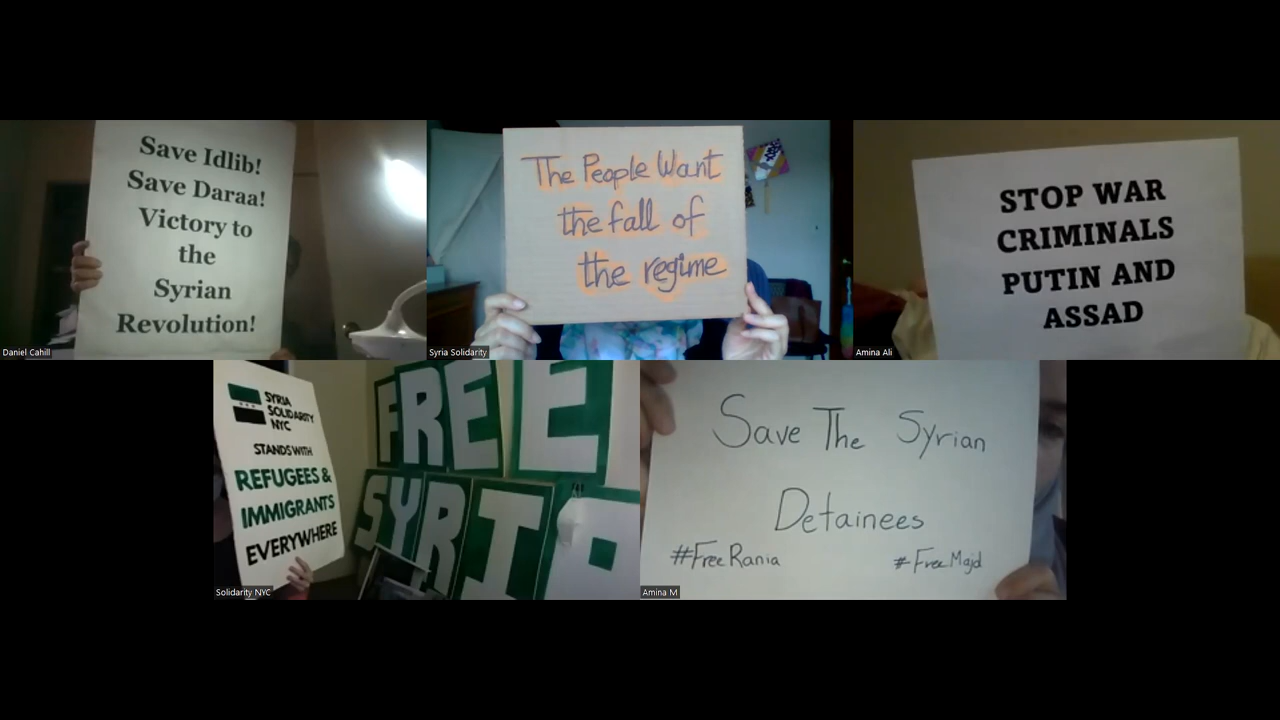 Save Idlib!
Save Daraa!
Victory to
the
Syrian
Revolution!
Daniel Cahill
The People Want
the fall of
the regime
Syria Solidarity
STOP WAR
CRIMINALS
PUTIN AND
ASSAD
Amina Ali
SYRIA
SOLIDARITY
NYC
STANDS WITH
REFUGEES &
IMMIGRANTS
EVERYWHERE
FREE
E
SYRIA
Solidarity NYC
Save The Syrian
Detainees
#FreeRania #FreeMajd
Amina M